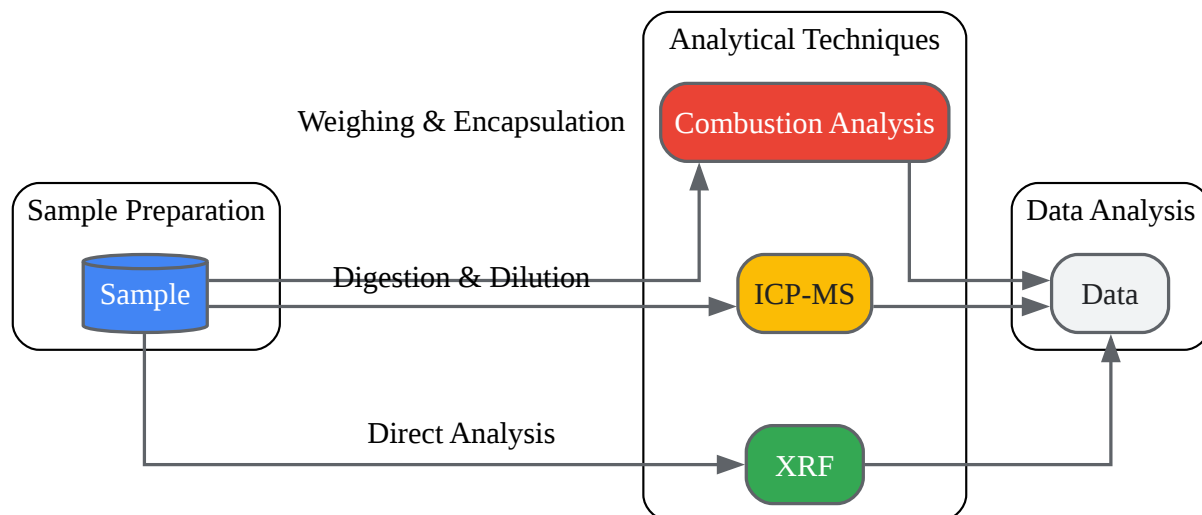 Analytical Techniques
Weighing & Encapsulation
Combustion Analysis
Sample Preparation
Data Analysis
Digestion & Dilution
Sample
ICP-MS
Data
Direct Analysis
XRF